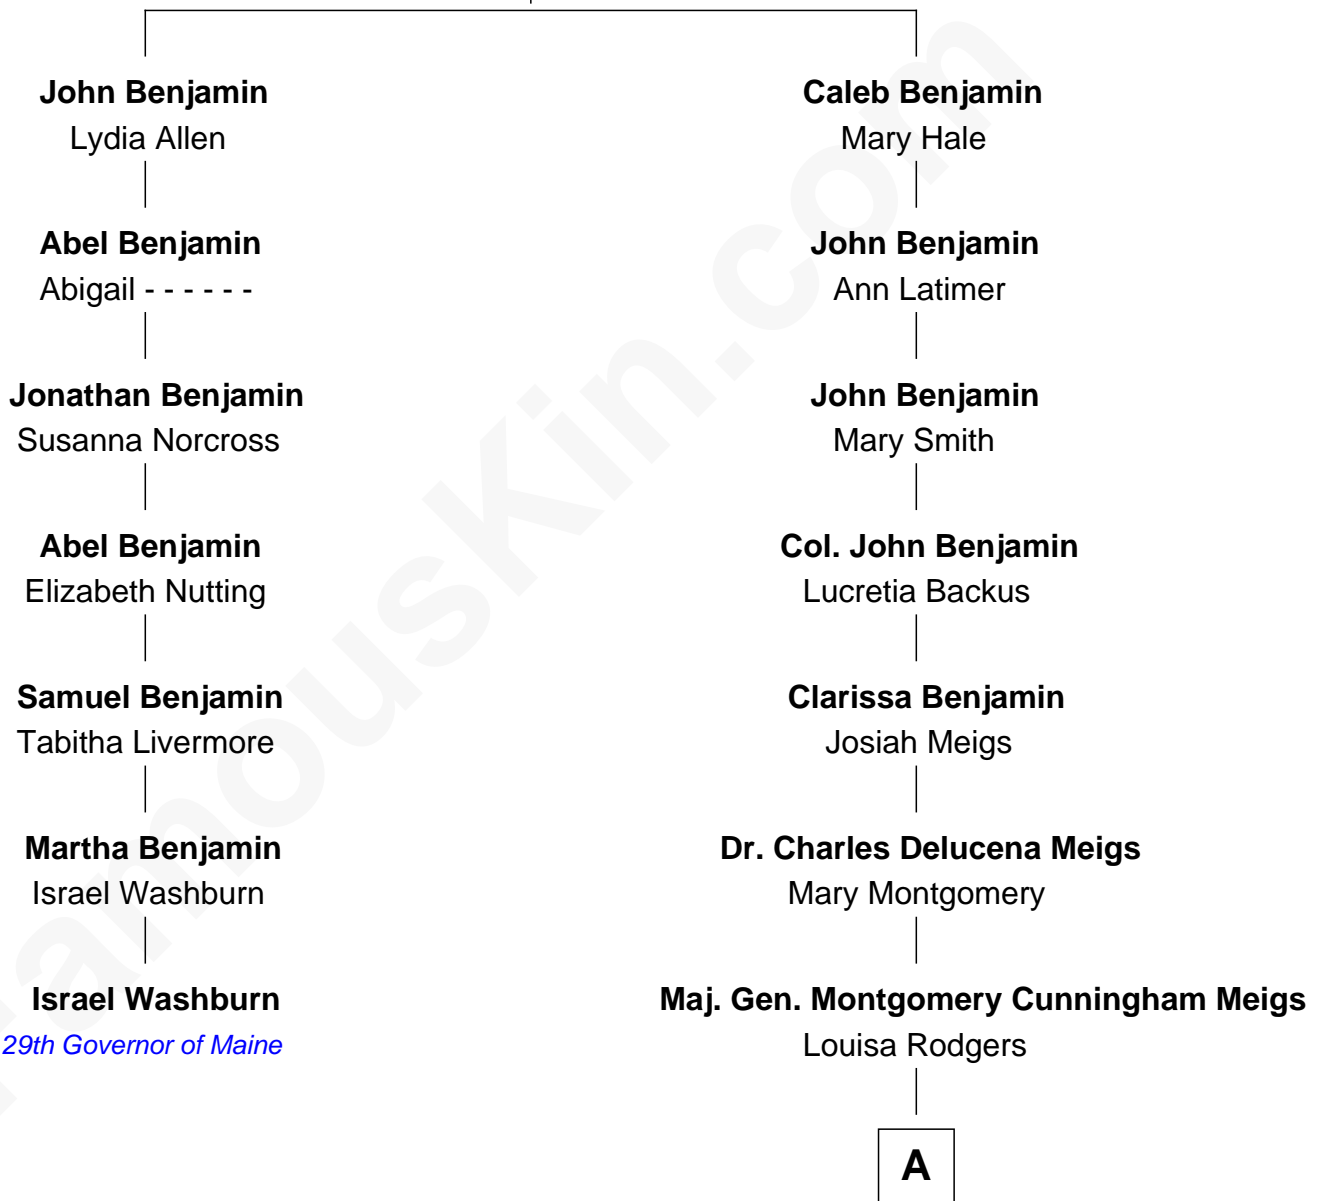 John Benjamin
Lydia Allen
Abel Benjamin
Abigail - - - - - -
Jonathan Benjamin
Susanna Norcross
Abel Benjamin
Elizabeth Nutting
Samuel Benjamin
Tabitha Livermore
Martha Benjamin
Israel Washburn
Israel Washburn
29th Governor of Maine
Caleb Benjamin
Mary Hale
John Benjamin
Ann Latimer
John Benjamin
Mary Smith
Col. John Benjamin
Lucretia Backus
Clarissa Benjamin
Josiah Meigs
Dr. Charles Delucena Meigs
Mary Montgomery
Maj. Gen. Montgomery Cunningham Meigs
Louisa Rodgers
A
FamousKin.com